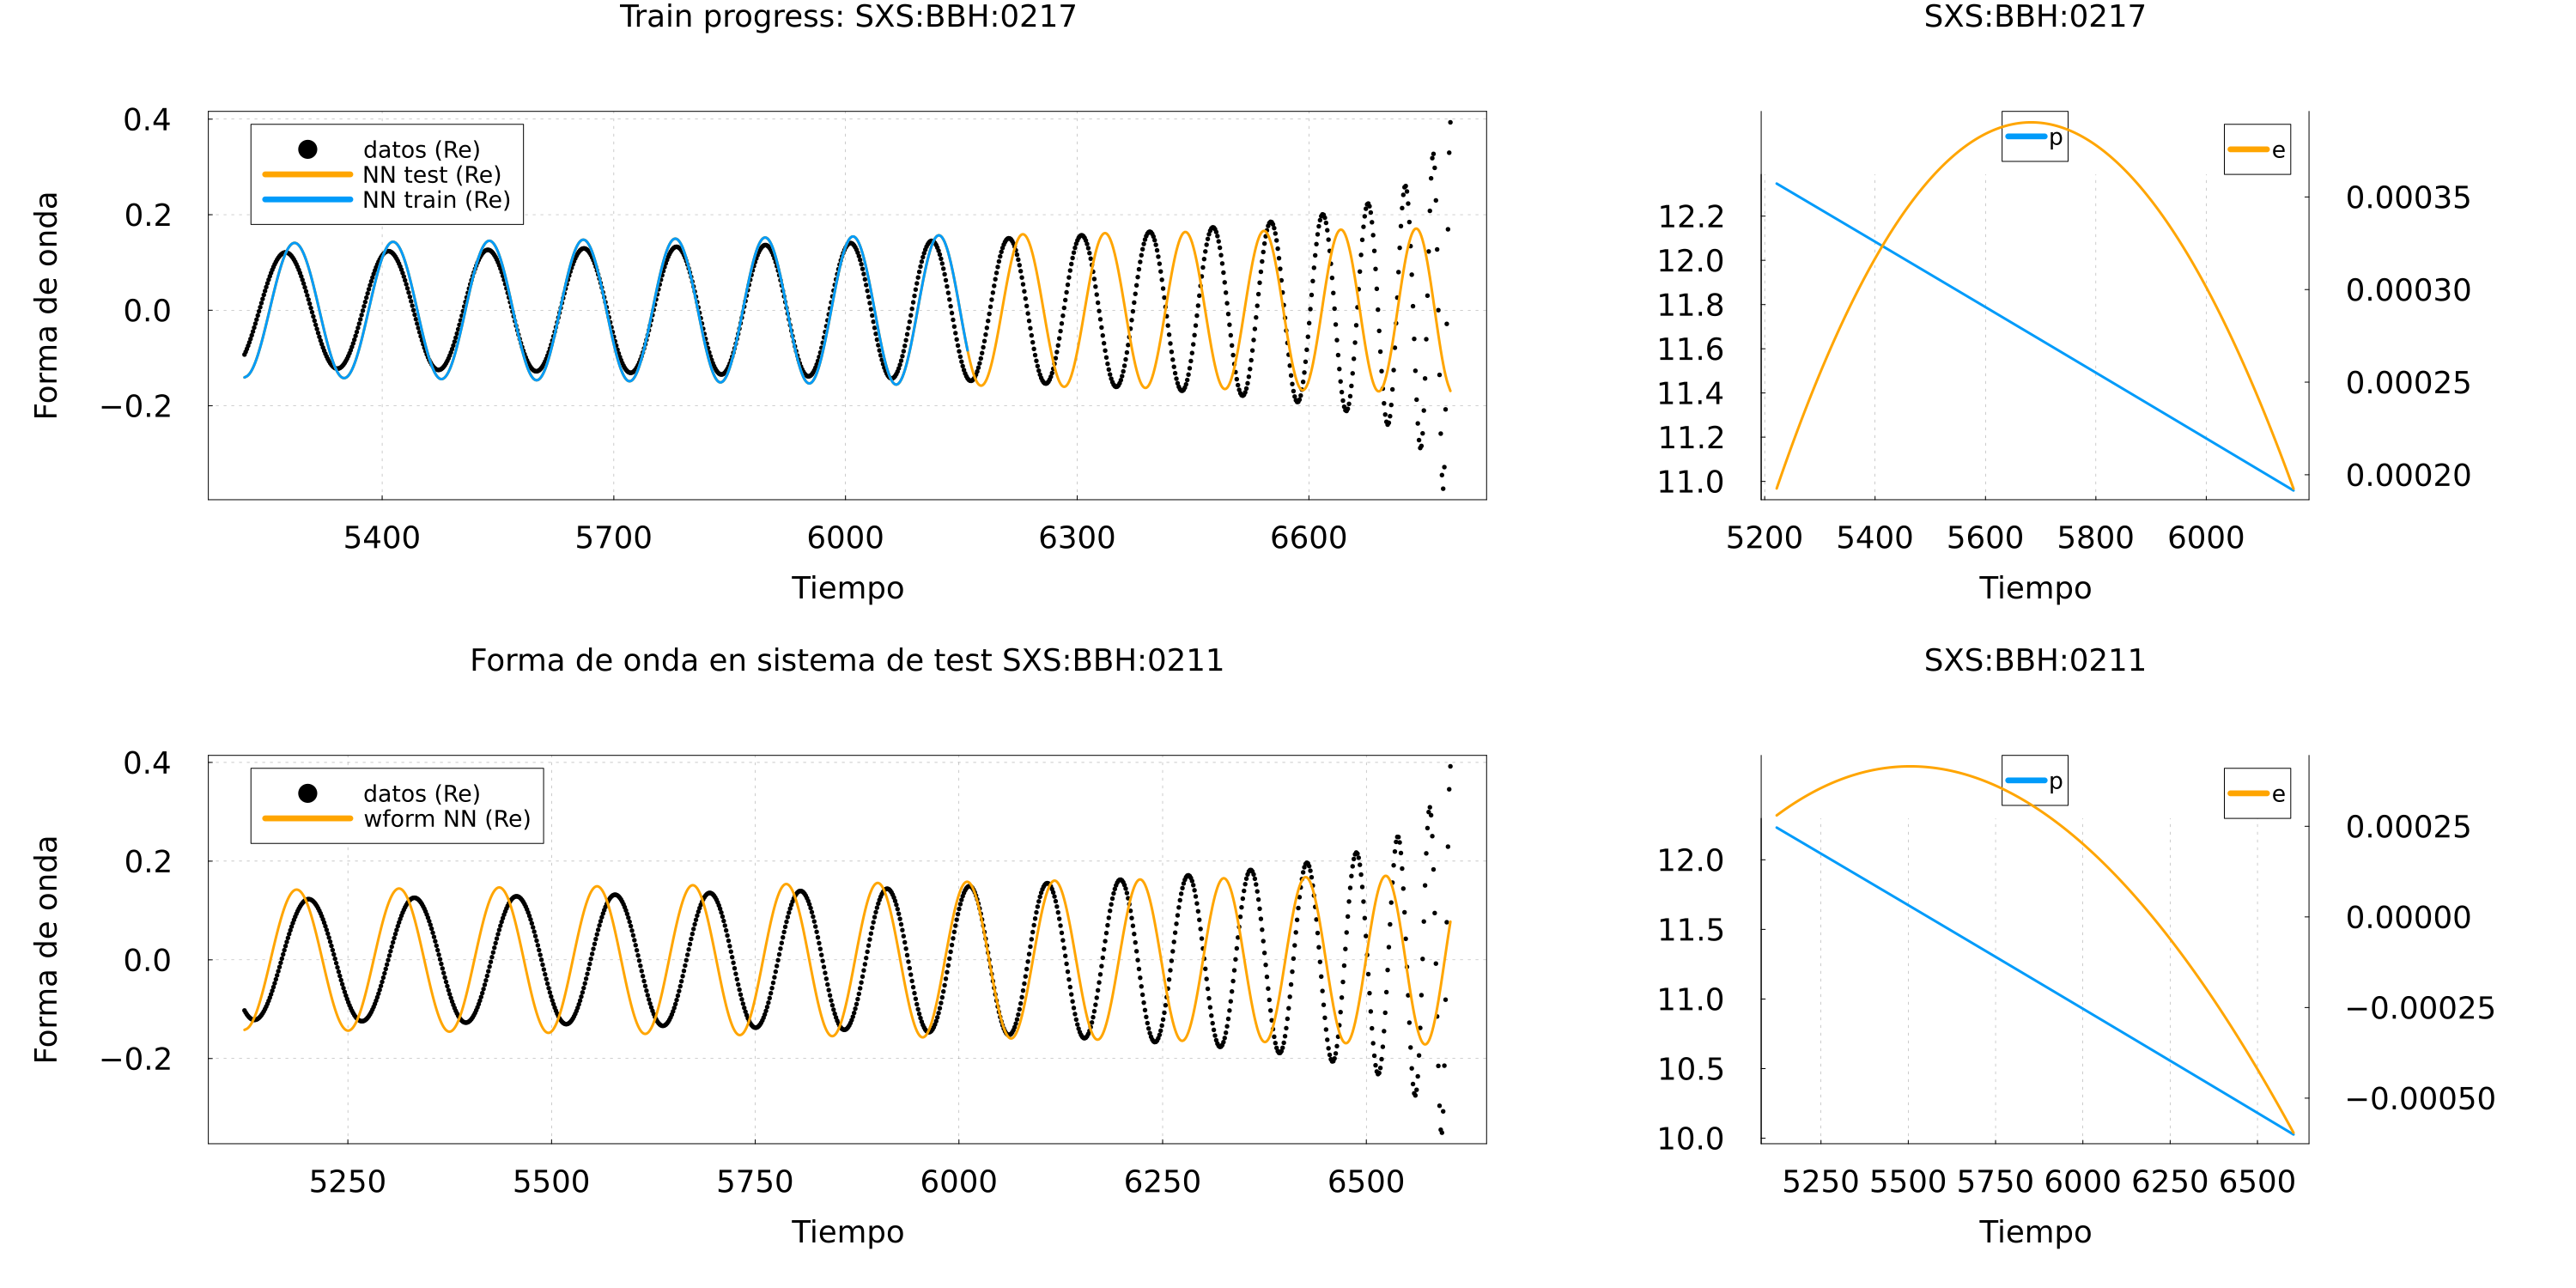 Train progress: SXS:BBH:0217
0.4
0.2
0.0
−0.2
Forma de onda
datos (Re)
NN test (Re)
NN train (Re)
5400 5700 6000 6300 6600
Tiempo
SXS:BBH:0217
12.2
12.0
11.8
11.6
11.4
11.2
11.0
p
e
0.00035
0.00030
0.00025
0.00020
5200 5400 5600 5800 6000
Tiempo
Forma de onda en sistema de test SXS:BBH:0211
0.4
0.2
0.0
−0.2
Forma de onda
datos (Re)
wform NN (Re)
5250 5500 5750 6000 6250 6500
Tiempo
SXS:BBH:0211
12.0
11.5
11.0
10.5
10.0
p
e
0.00025
0.00000
−0.00025
−0.00050
5250 5500 5750 6000 6250 6500
Tiempo